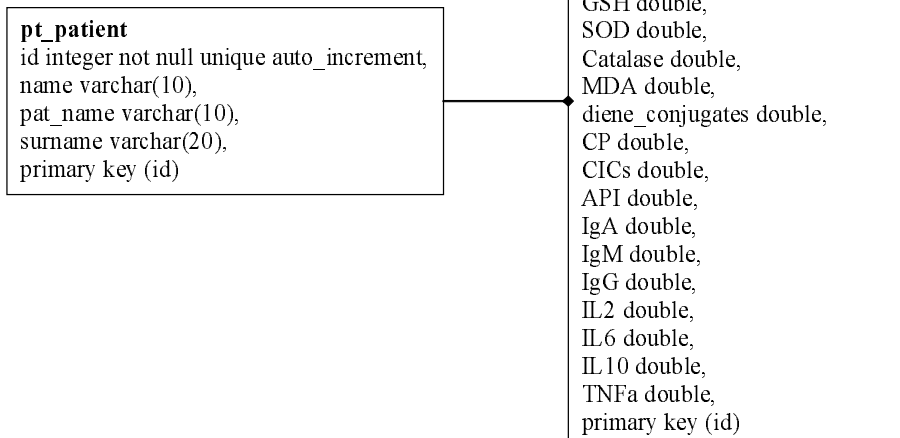 pt_patient
id integer not null unique auto_increment,
name varchar(10),
pat_name varchar(10),
surname varchar(20),
primary key (id)
GSH double,
SOD double,
Catalase double,
MDA double,
diene_conjugates double,
CP double,
CICs double,
API double,
IgA double,
IgM double,
IgG double,
IL2 double,
IL6 double,
IL10 double,
TNFa double,
primary key (id)